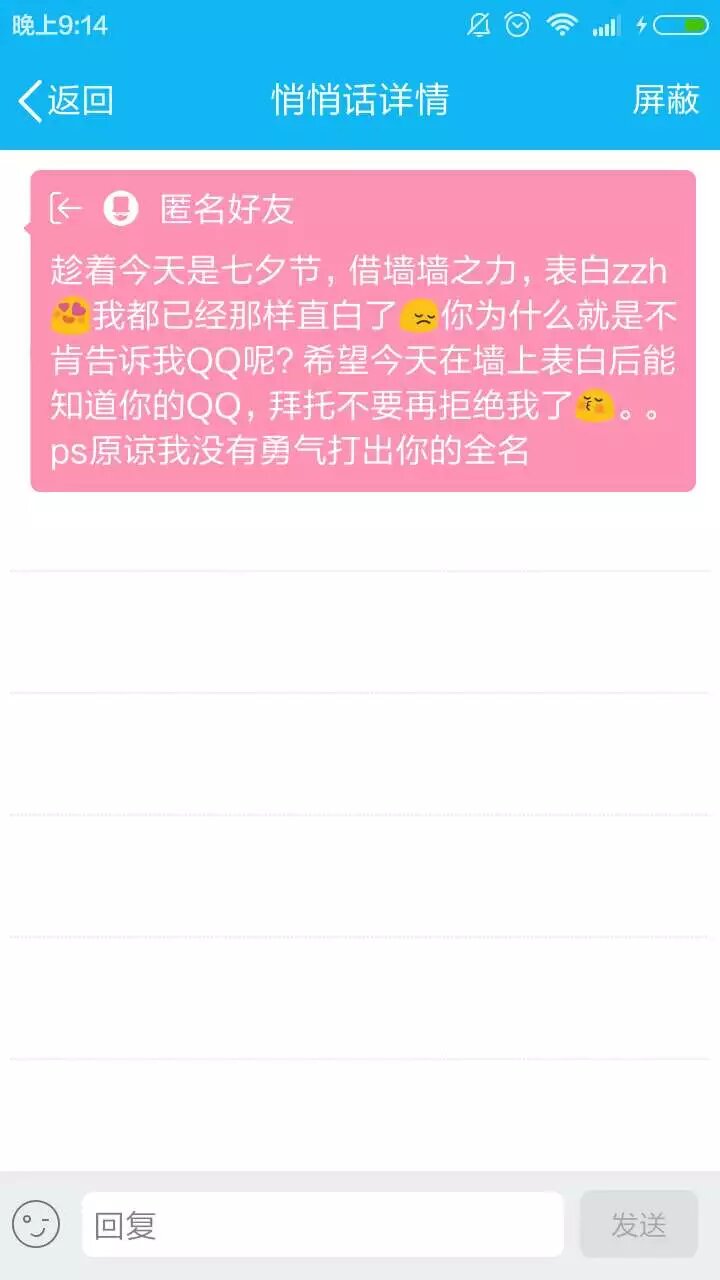 晚上9:14
返回
悄悄话详情
屏蔽
匿名好友
趁着今天是七夕节，借墙墙之力，表白zzh
😍我都已经那样直白了😔你为什么就是不
肯告诉我QQ呢？希望今天在墙上表白后能
知道你的QQ，拜托不要再拒绝我了😚。。
ps原谅我没有勇气打出你的全名
回复
发送